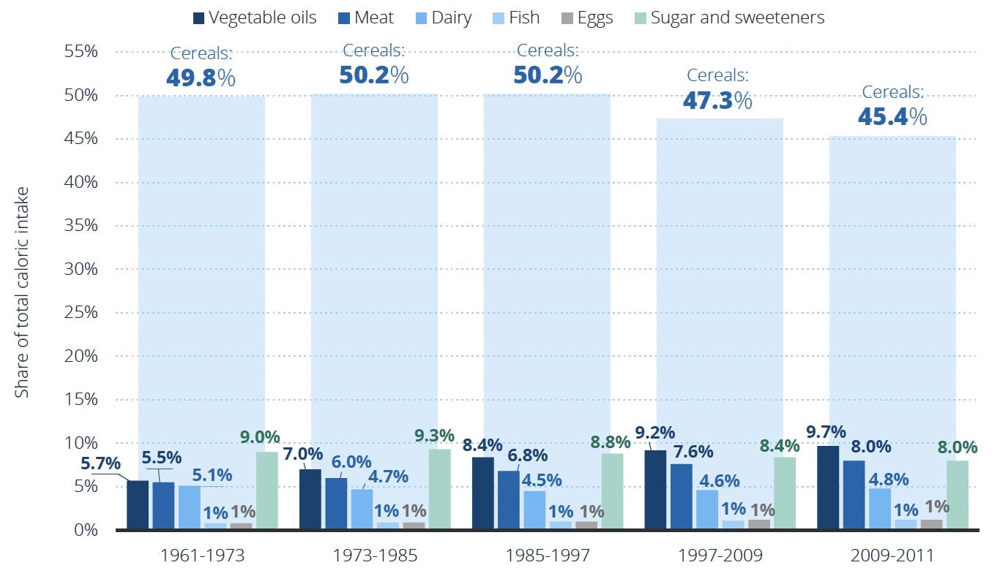 Vegetable oils Meat Dairy Fish Eggs Sugar and sweeteners
Share of total caloric intake
55%
50%
45%
40%
35%
30%
25%
20%
15%
10%
5%
0%
Cereals:
49.8%
Cereals:
50.2%
Cereals:
50.2%
Cereals:
47.3%
Cereals:
45.4%
5.7% 5.5% 5.1% 1% 1% 9.0%
7.0% 6.0% 4.7% 1% 1% 9.3%
8.4% 6.8% 4.5% 1% 1% 8.8%
9.2% 7.6% 4.6% 1% 1% 8.4%
9.7% 8.0% 4.8% 1% 1% 8.0%
1961-1973 1973-1985 1985-1997 1997-2009 2009-2011